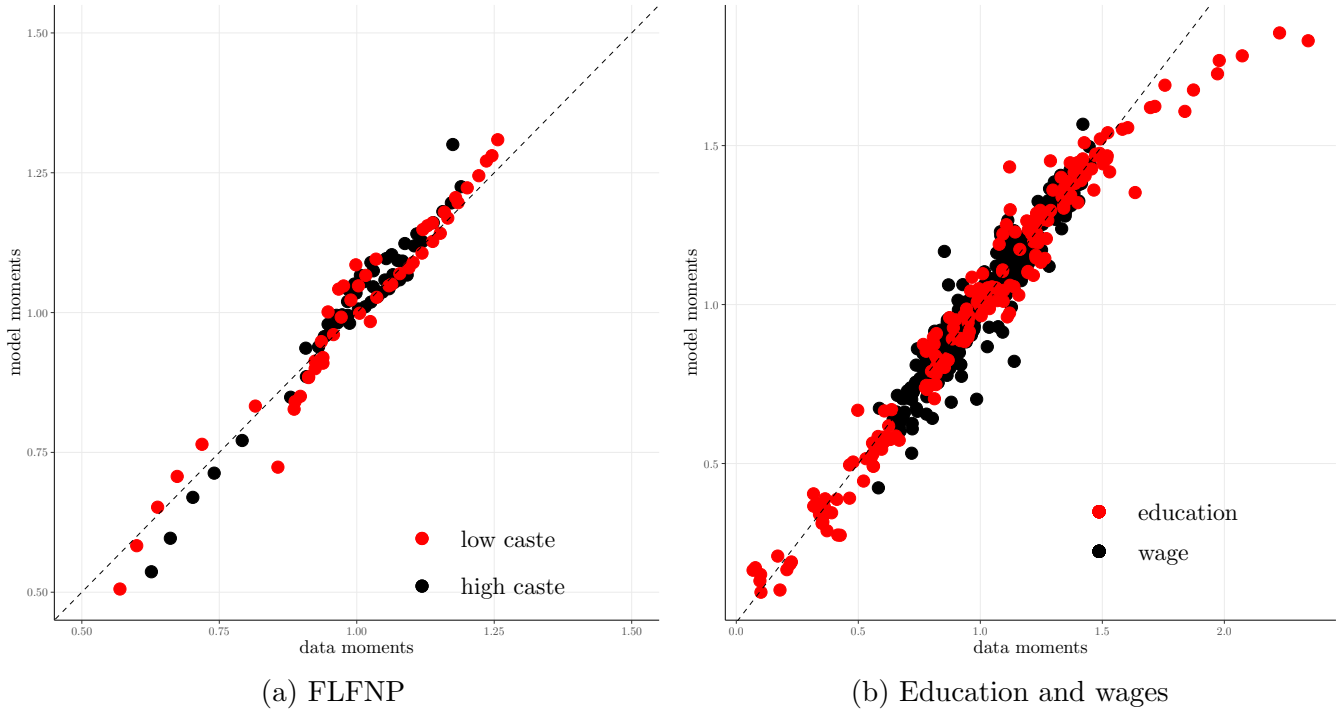 1.50
1.25
1.00
0.75
0.50
model moments
low caste
high caste
0.50 0.75 1.00 1.25 1.50
data moments
(a) FLFNP
1.5
1.0
0.5
model moments
education
wage
0.0 0.5 1.0 1.5 2.0
data moments
(b) Education and wages